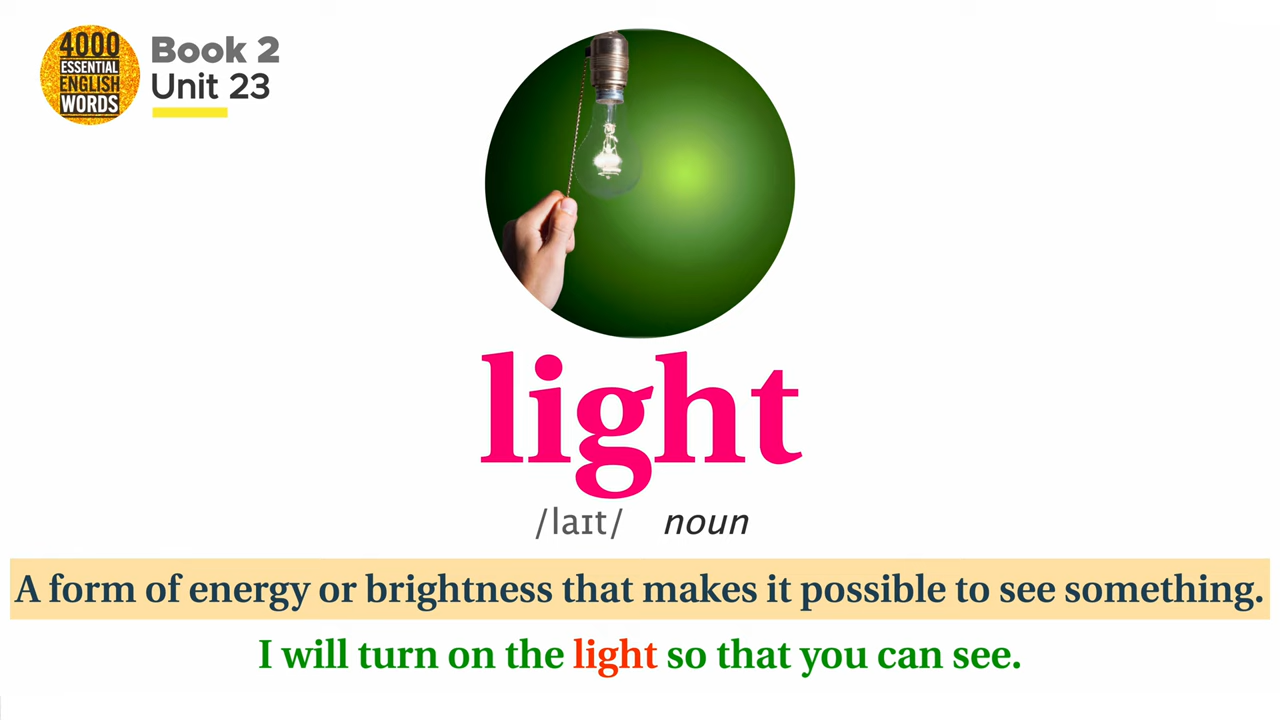 4000
ESSENTIAL
ENGLISH
WORDS
Book 2
Unit 23
light
/laɪt/ noun
A form of energy or brightness that makes it possible to see something.
I will turn on the light so that you can see.